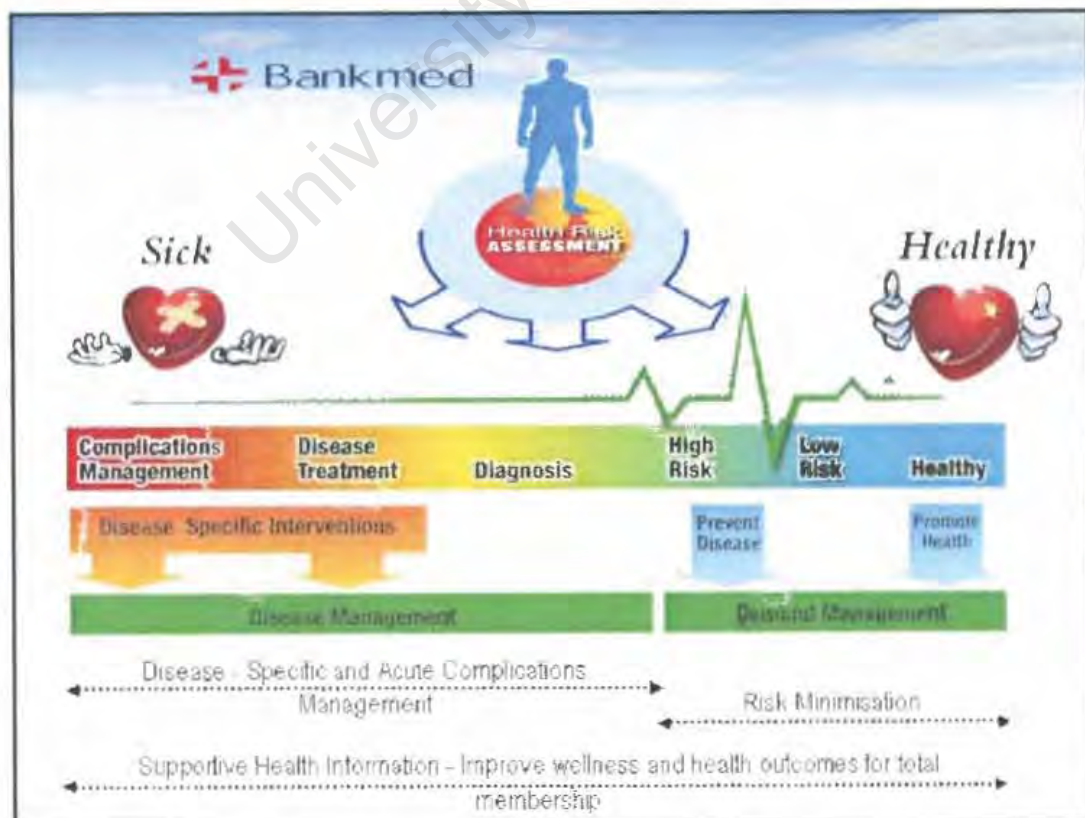 University
Bankmed
Health Risk
ASSESSMENT
Sick
Healthy
Complications
Management
Disease
Treatment
Diagnosis
High
Risk
Low
Risk
Healthy
Disease Specific Interventions
Prevent
Disease
Promote
Health
Disease Management
Demand Management
Disease - Specific and Acute Complications
Management
Risk Minimisation
Supportive Health Information - Improve wellness and health outcomes for total
membership